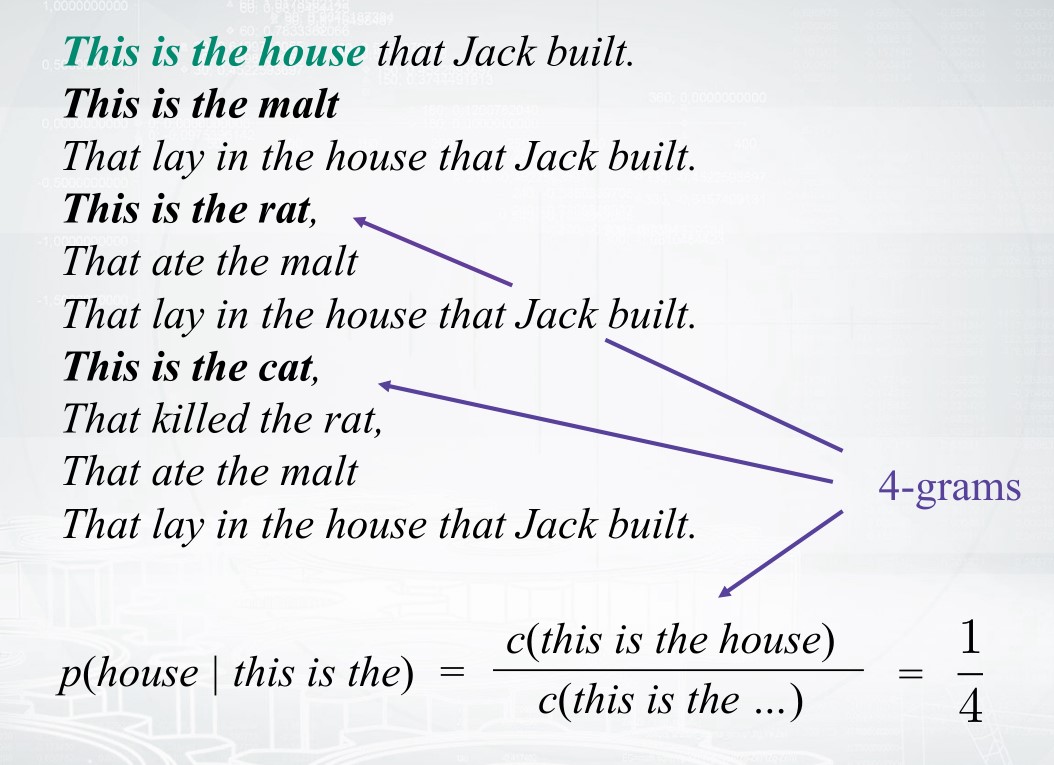 This is the house that Jack built.
This is the malt
That lay in the house that Jack built.
This is the rat,
That ate the malt
That lay in the house that Jack built.
This is the cat,
That killed the rat,
That ate the malt
That lay in the house that Jack built.
4-grams
p(house | this is the) = c(this is the house) / c(this is the ...) = 1/4